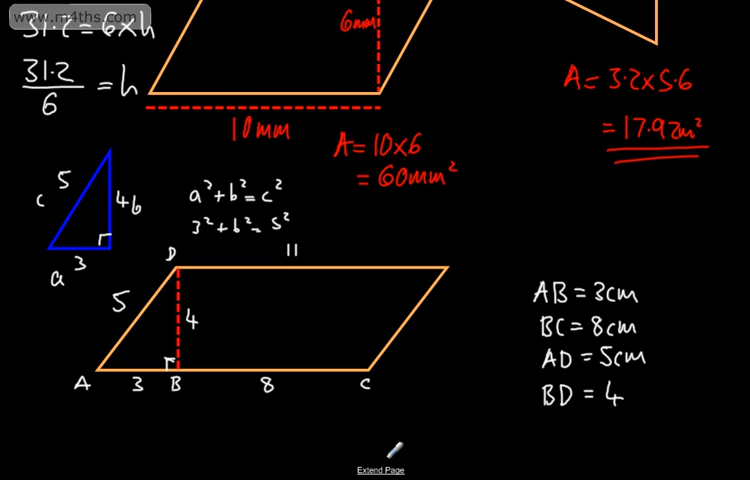 www.m4ths.com
31.2 = 6 × h
31.2 / 6 = h
6mm
10mm
A = 10 × 6
= 60mm²
A = 3.2 × 5.6
= 17.92m²
5
c
4 b
3
a
a² + b² = c²
3² + b² = 5²
D
11
5
4
A 3 B 8 C
AB = 3cm
BC = 8cm
AD = 5cm
BD = 4
Extend Page